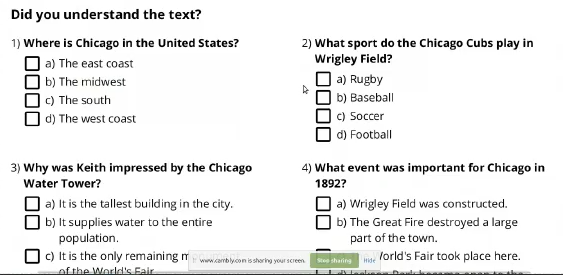 Did you understand the text?
1) Where is Chicago in the United States?
a) The east coast
b) The midwest
c) The south
d) The west coast
2) What sport do the Chicago Cubs play in
Wrigley Field?
a) Rugby
b) Baseball
c) Soccer
d) Football
3) Why was Keith impressed by the Chicago
Water Tower?
a) It is the tallest building in the city.
b) It supplies water to the entire
population.
c) It is the only remaining
of the World's Fair
4) What event was important for Chicago in
1892?
a) Wrigley Field was constructed.
b) The Great Fire destroyed a large
part of the town.
World's Fair took place here.
d) Jackson Park became open to the
www.cambly.com is sharing your screen.
Stop sharing
Hide